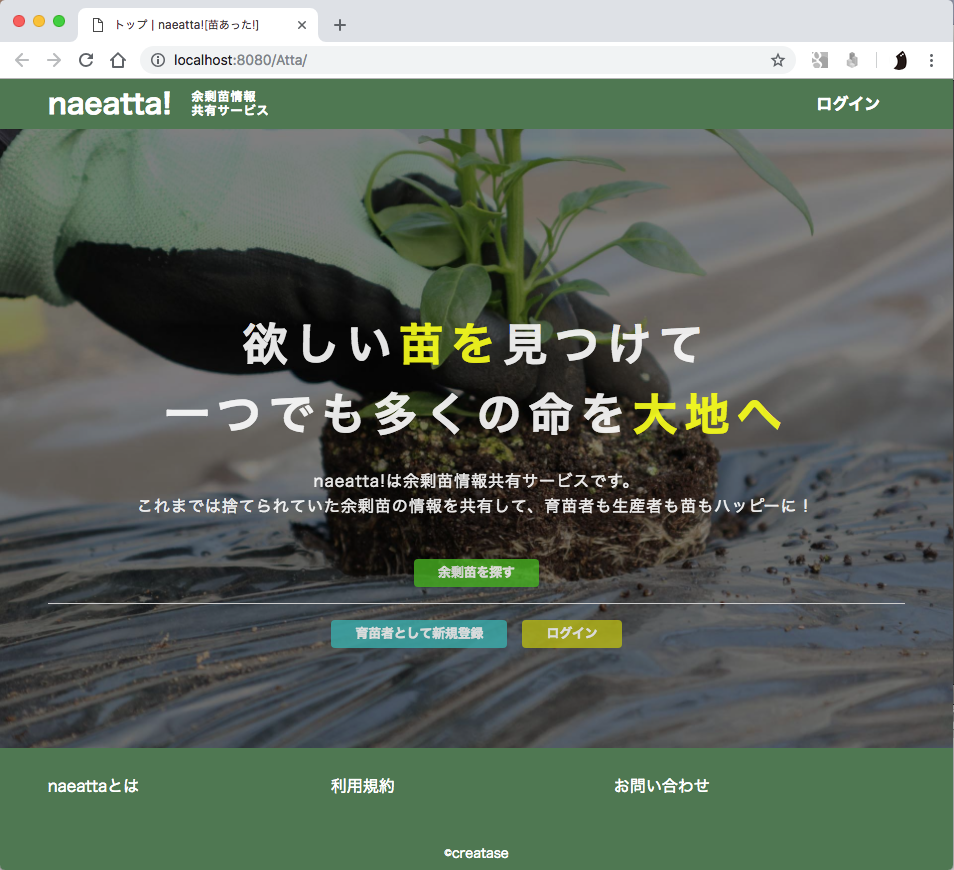 トップ | naeatta![苗あった!]
localhost:8080/Atta/
naeatta!
余剰苗情報
共有サービス
ログイン
欲しい苗を見つけて
一つでも多くの命を大地へ
naeatta!は余剰苗情報共有サービスです。
これまでは捨てられていた余剰苗の情報を共有して、育苗者も生産者も苗もハッピーに！
余剰苗を探す
育苗者として新規登録
ログイン
naeattaとは
利用規約
お問い合わせ
©creatase